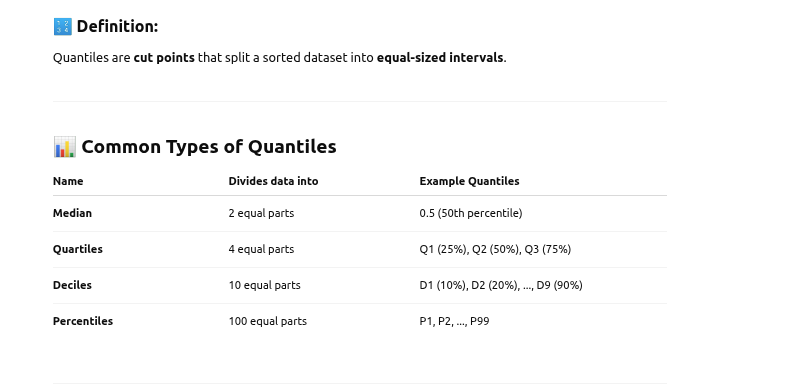 🔢 Definition:
Quantiles are cut points that split a sorted dataset into equal-sized intervals.
📊 Common Types of Quantiles
Name Divides data into Example Quantiles
Median 2 equal parts 0.5 (50th percentile)
Quartiles 4 equal parts Q1 (25%), Q2 (50%), Q3 (75%)
Deciles 10 equal parts D1 (10%), D2 (20%), ..., D9 (90%)
Percentiles 100 equal parts P1, P2, ..., P99